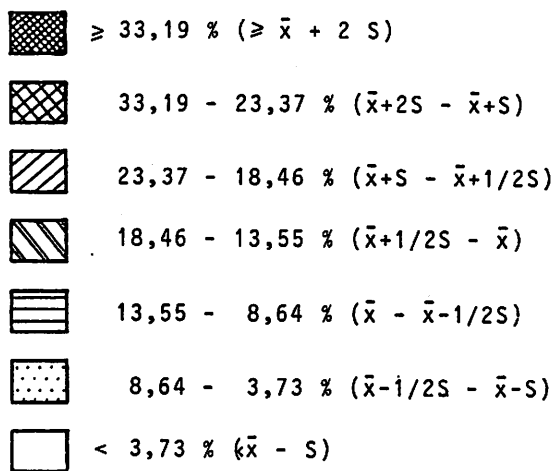 ≥ 33,19 % (≥ x̄ + 2 S)
33,19 - 23,37 % (x̄+2S - x̄+S)
23,37 - 18,46 % (x̄+S - x̄+1/2S)
18,46 - 13,55 % (x̄+1/2S - x̄)
13,55 - 8,64 % (x̄ - x̄-1/2S)
8,64 - 3,73 % (x̄-1/2S - x̄-S)
< 3,73 % (<x̄ - S)